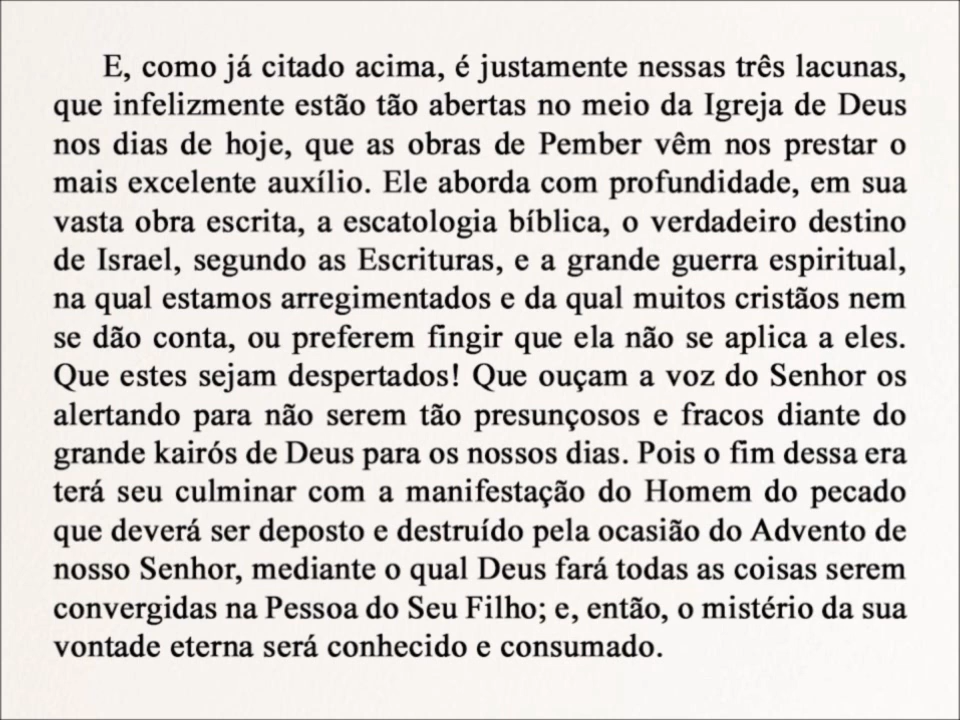 E, como já citado acima, é justamente nessas três lacunas,
que infelizmente estão tão abertas no meio da Igreja de Deus
nos dias de hoje, que as obras de Pember vêm nos prestar o
mais excelente auxílio. Ele aborda com profundidade, em sua
vasta obra escrita, a escatologia bíblica, o verdadeiro destino
de Israel, segundo as Escrituras, e a grande guerra espiritual,
na qual estamos arregimentados e da qual muitos cristãos nem
se dão conta, ou preferem fingir que ela não se aplica a eles.
Que estes sejam despertados! Que ouçam a voz do Senhor os
alertando para não serem tão presunçosos e fracos diante do
grande kairós de Deus para os nossos dias. Pois o fim dessa era
terá seu culminar com a manifestação do Homem do pecado
que deverá ser deposto e destruído pela ocasião do Advento de
nosso Senhor, mediante o qual Deus fará todas as coisas serem
convergidas na Pessoa do Seu Filho; e, então, o mistério da sua
vontade eterna será conhecido e consumado.